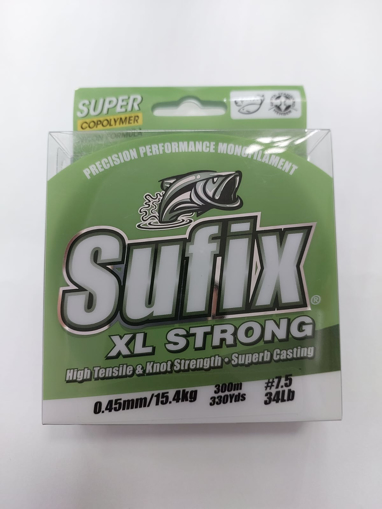 SUPER
COPOLYMER
PRECISION PERFORMANCE MONOFILAMENT
Sufix®
XL STRONG
High Tensile & Knot Strength • Superb Casting
0.45mm/15.4kg
300m
330Yds
#7.5
34Lb